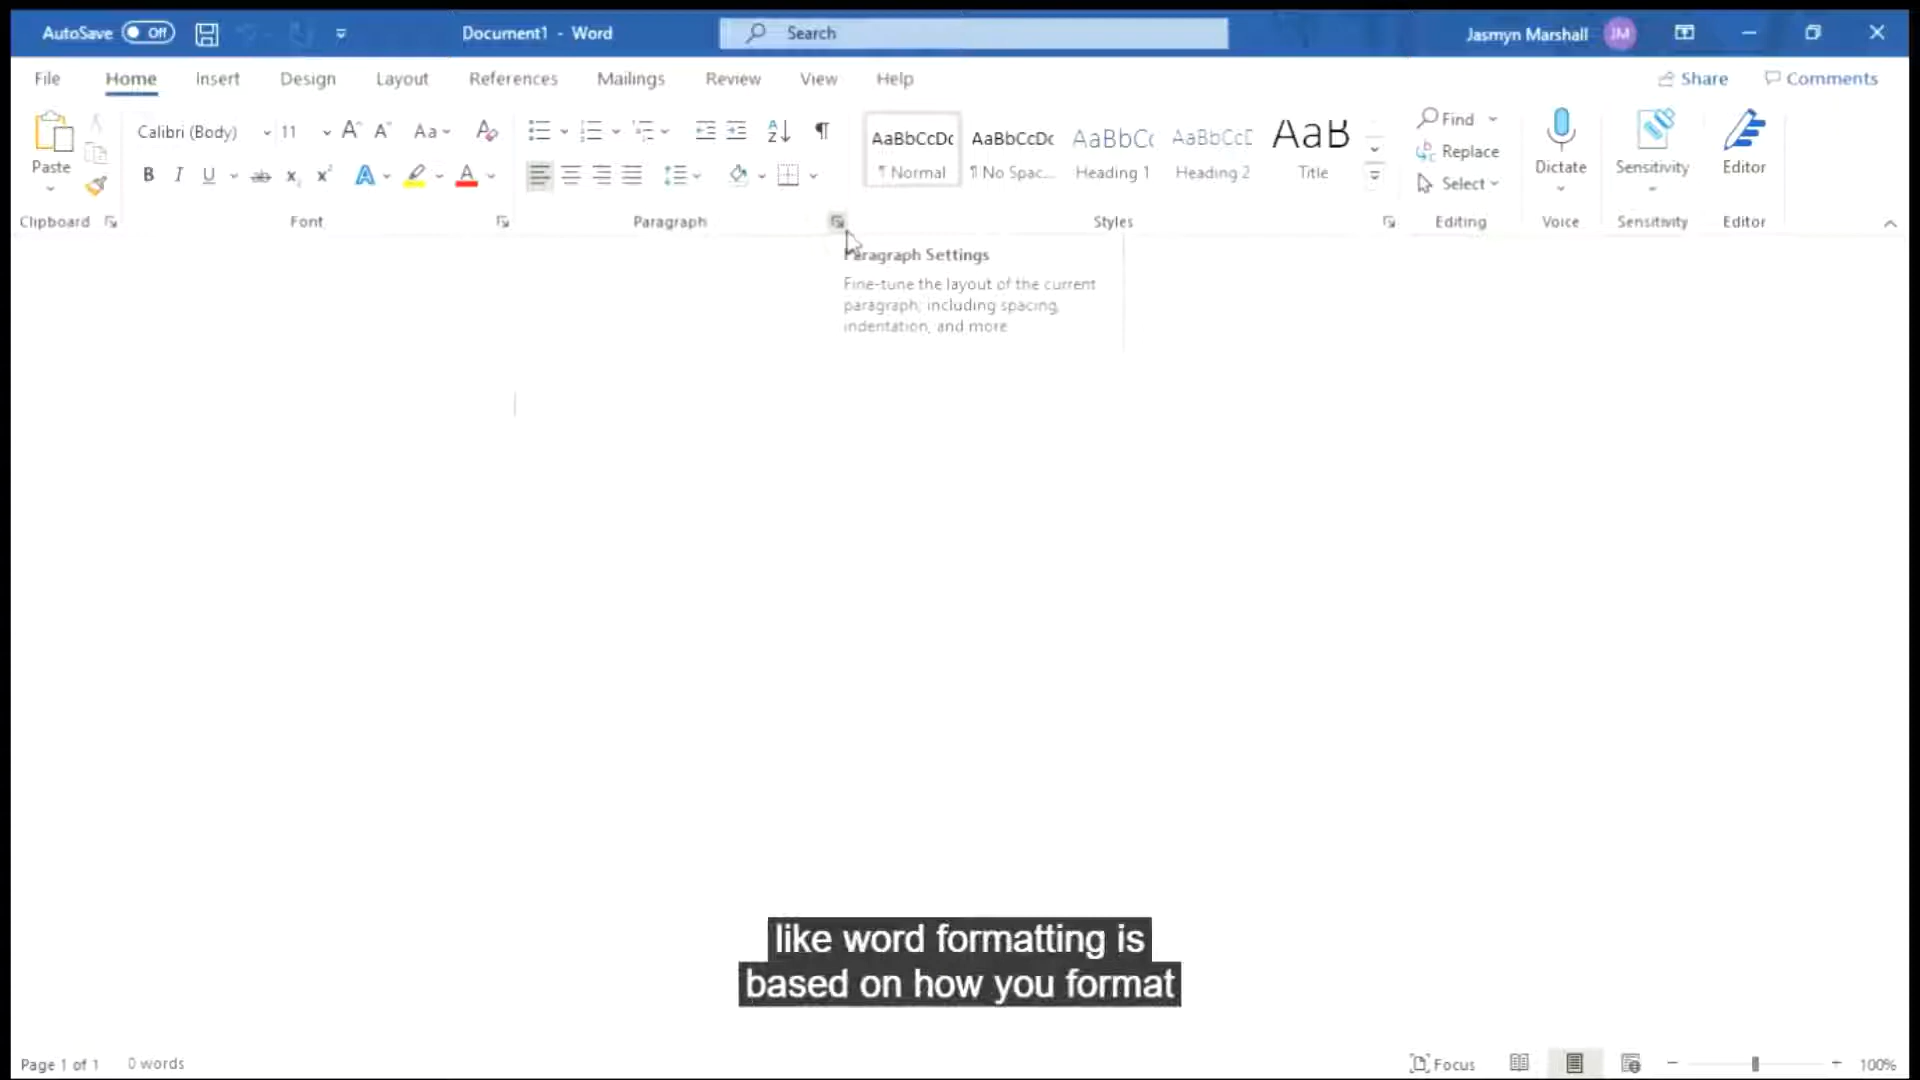 AutoSave Off Document1 - Word Search Jasmyn Marshall JM
File Home Insert Design Layout References Mailings Review View Help Share Comments
Paste Calibri (Body) 11 Aa AaBbCcDc AaBbCcDc AaBbCc AaBbCcD AaB Find Replace Select Dictate Sensitivity Editor
B I U ab x x A A ¶ Normal ¶ No Spac... Heading 1 Heading 2 Title
Clipboard Font Paragraph Styles Editing Voice Sensitivity Editor
Paragraph Settings
Fine-tune the layout of the current
paragraph, including spacing,
indentation, and more
like word formatting is
based on how you format
Page 1 of 1 0 words Focus 100%